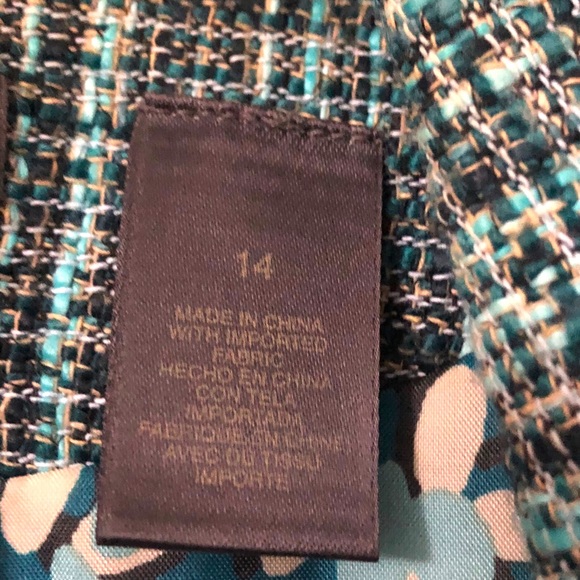 14
MADE IN CHINA
WITH IMPORTED
FABRIC
HECHO EN CHINA
CON TELA
IMPORTADA
FABRIQUE EN CHINE
AVEC DU TISSU
IMPORTE